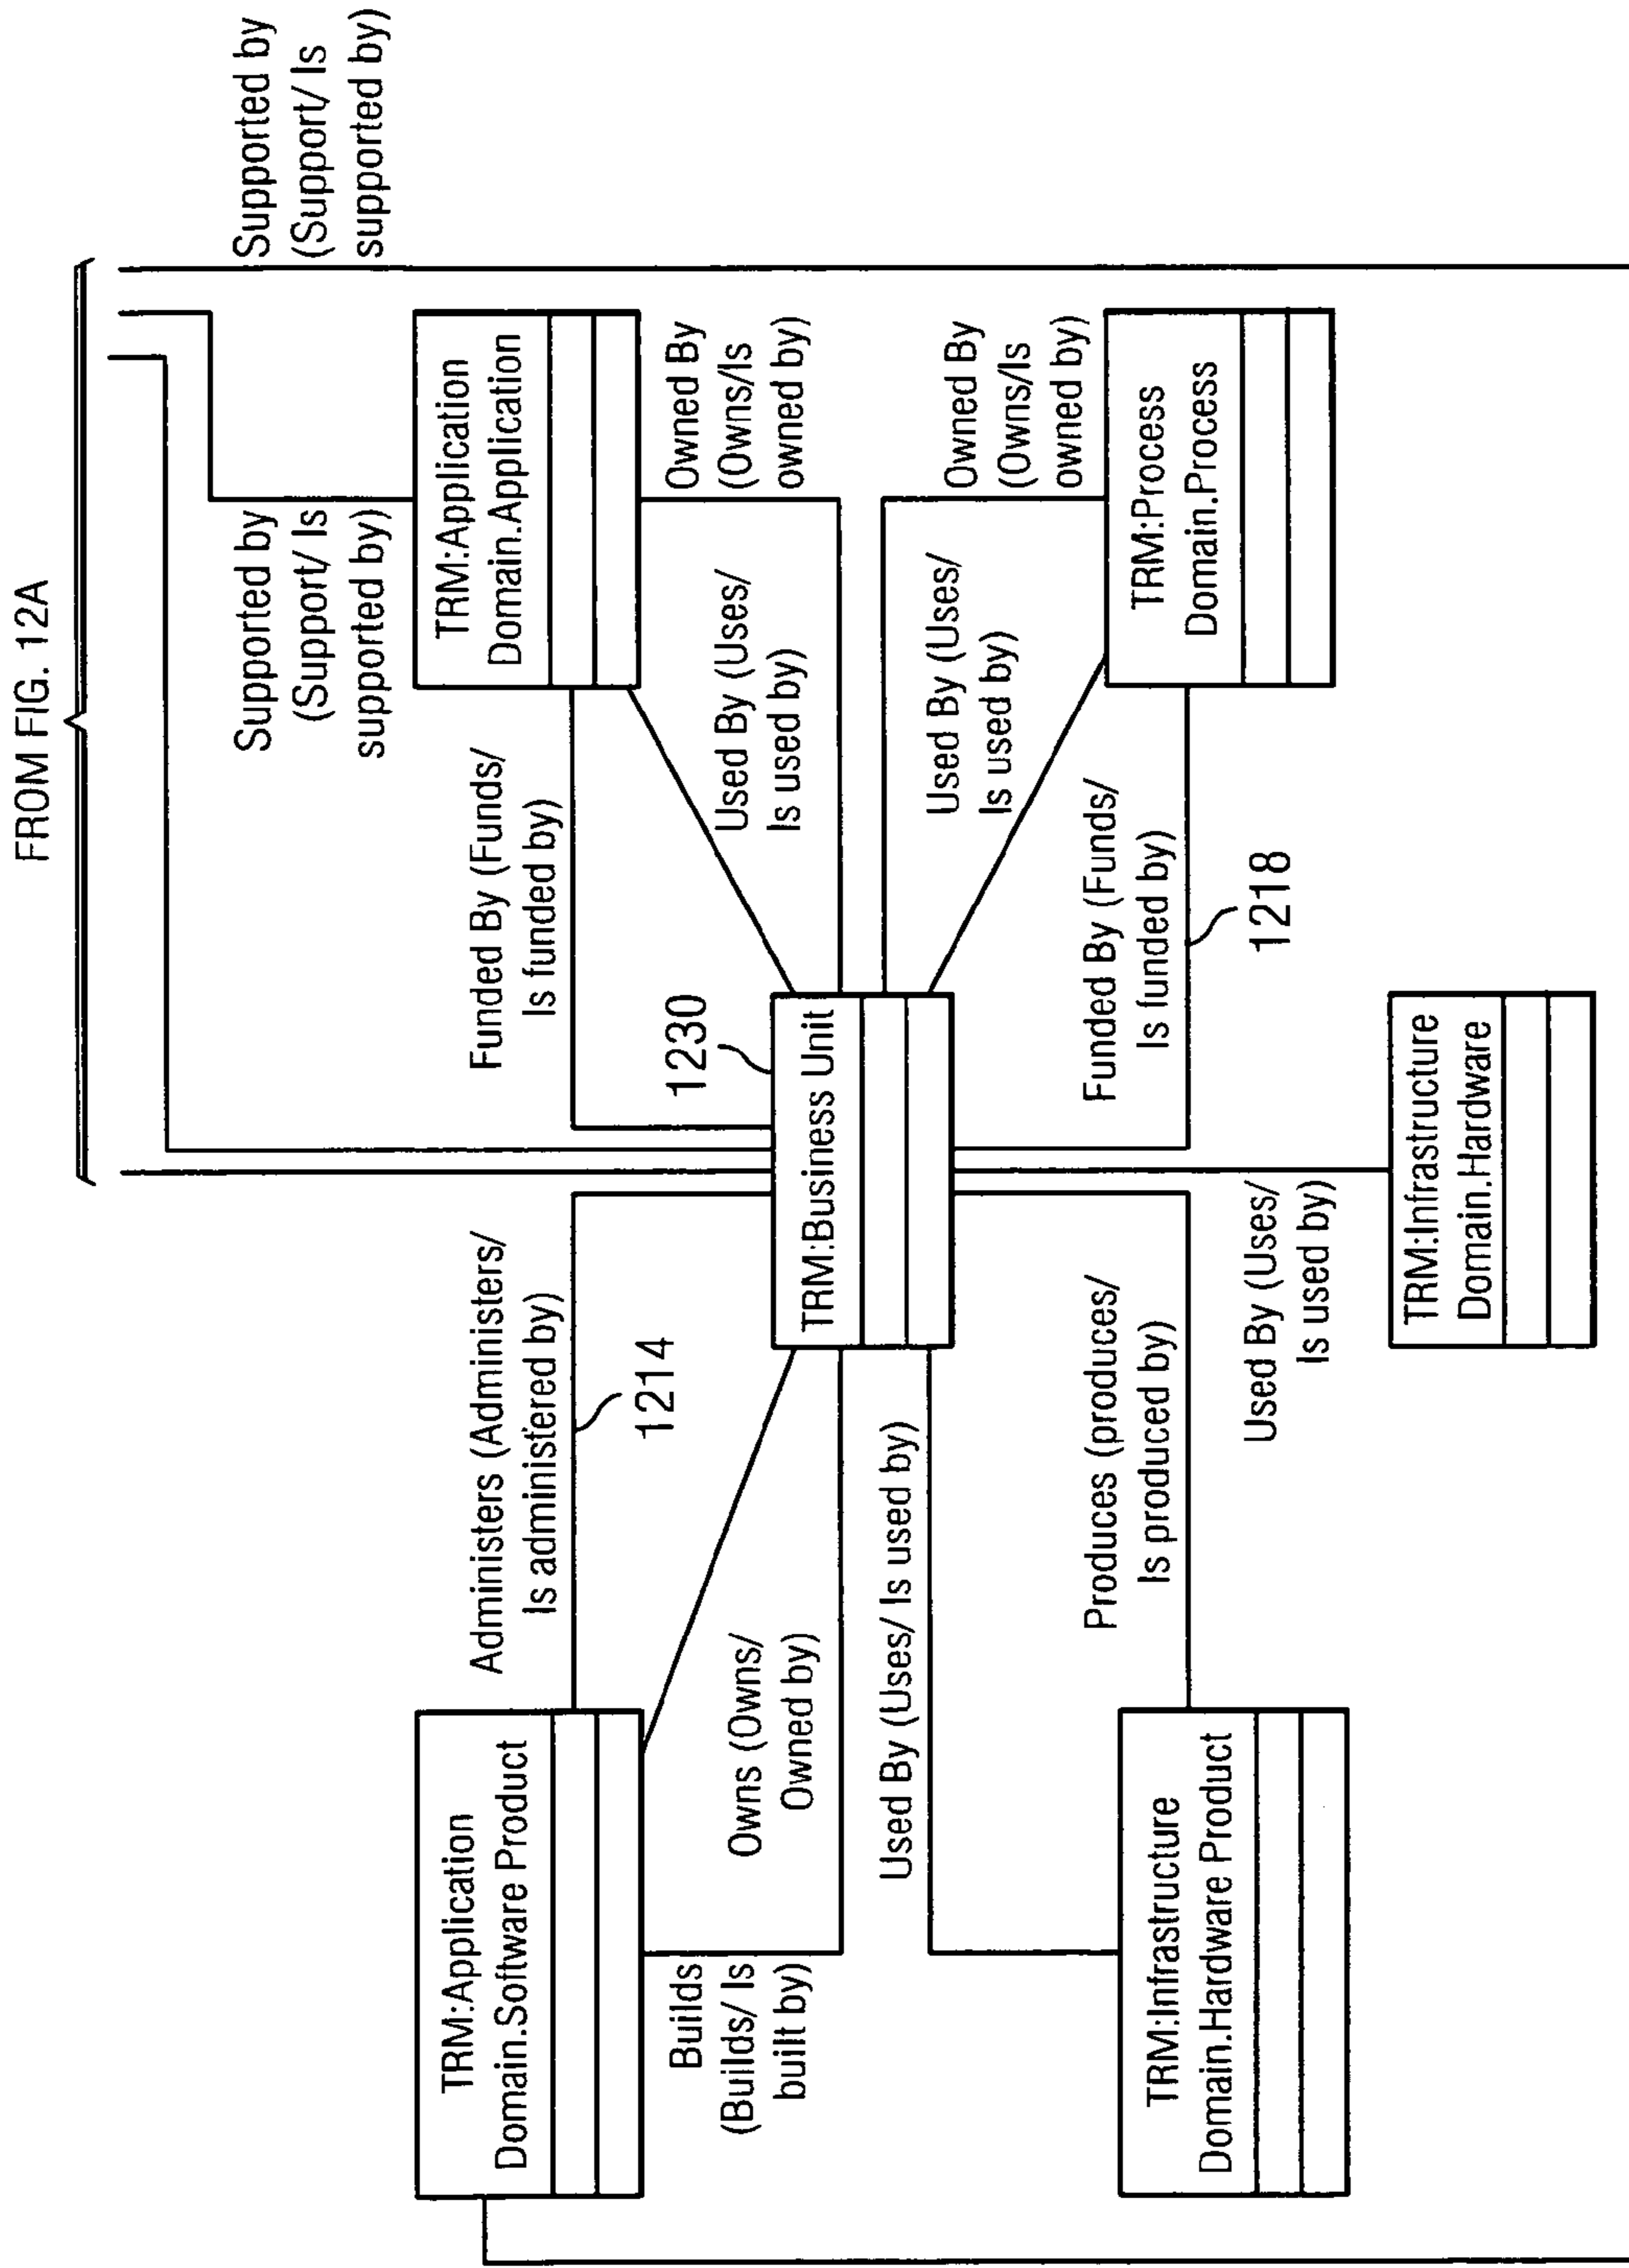 FROM FIG. 12A
Supported by
(Support/ Is
supported by)
Supported by
(Support/ Is
supported by)
TRM:Application
Domain.Software Product
Administers (Administers/
Is administered by)
1214
Funded By (Funds/
Is funded by)
TRM:Application
Domain.Application
Builds
(Builds/ Is
built by)
Owns (Owns/
Owned by)
1230
TRM:Business Unit
Used By (Uses/
Is used by)
Owned By
(Owns/Is
owned by)
Used By (Uses/ Is used by)
Used By (Uses/
Is used by)
Owned By
(Owns/Is
owned by)
TRM:Infrastructure
Domain.Hardware Product
Produces (produces/
Is produced by)
Funded By (Funds/
Is funded by)
1218
TRM:Process
Domain.Process
Used By (Uses/
Is used by)
TRM:Infrastructure
Domain.Hardware